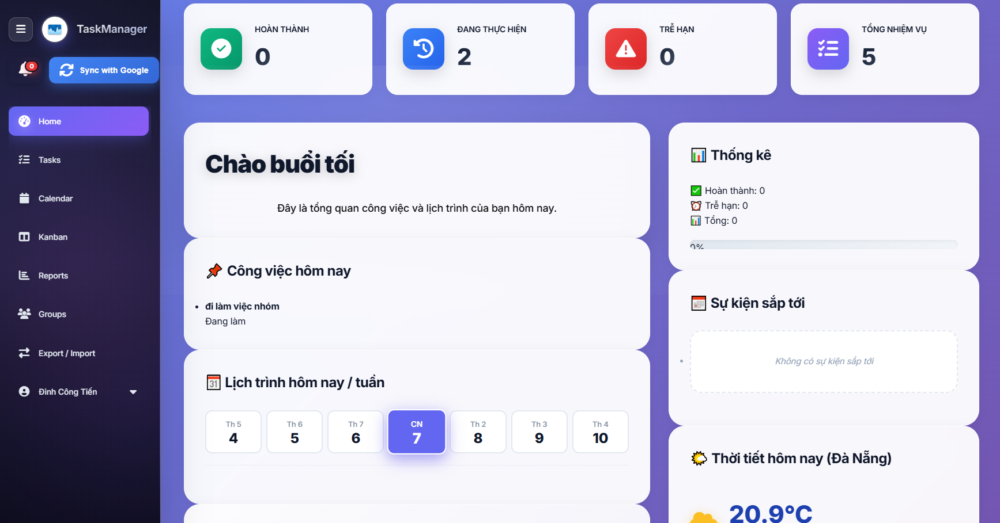 TaskManager
0
Sync with Google
Home
Tasks
Calendar
Kanban
Reports
Groups
Export / Import
Đinh Công Tiến
HOÀN THÀNH
0
ĐANG THỰC HIỆN
2
TRỄ HẠN
0
TỔNG NHIỆM VỤ
5
Chào buổi tối
Đây là tổng quan công việc và lịch trình của bạn hôm nay.
📌 Công việc hôm nay
• đi làm việc nhóm
Đang làm
📅 Lịch trình hôm nay / tuần
Th 5
4
Th 6
5
Th 7
6
CN
7
Th 2
8
Th 3
9
Th 4
10
📊 Thống kê
✅ Hoàn thành: 0
⏰ Trễ hạn: 0
📊 Tổng: 0
0%
📅 Sự kiện sắp tới
• Không có sự kiện sắp tới
🌤 Thời tiết hôm nay (Đà Nẵng)
20.9°C